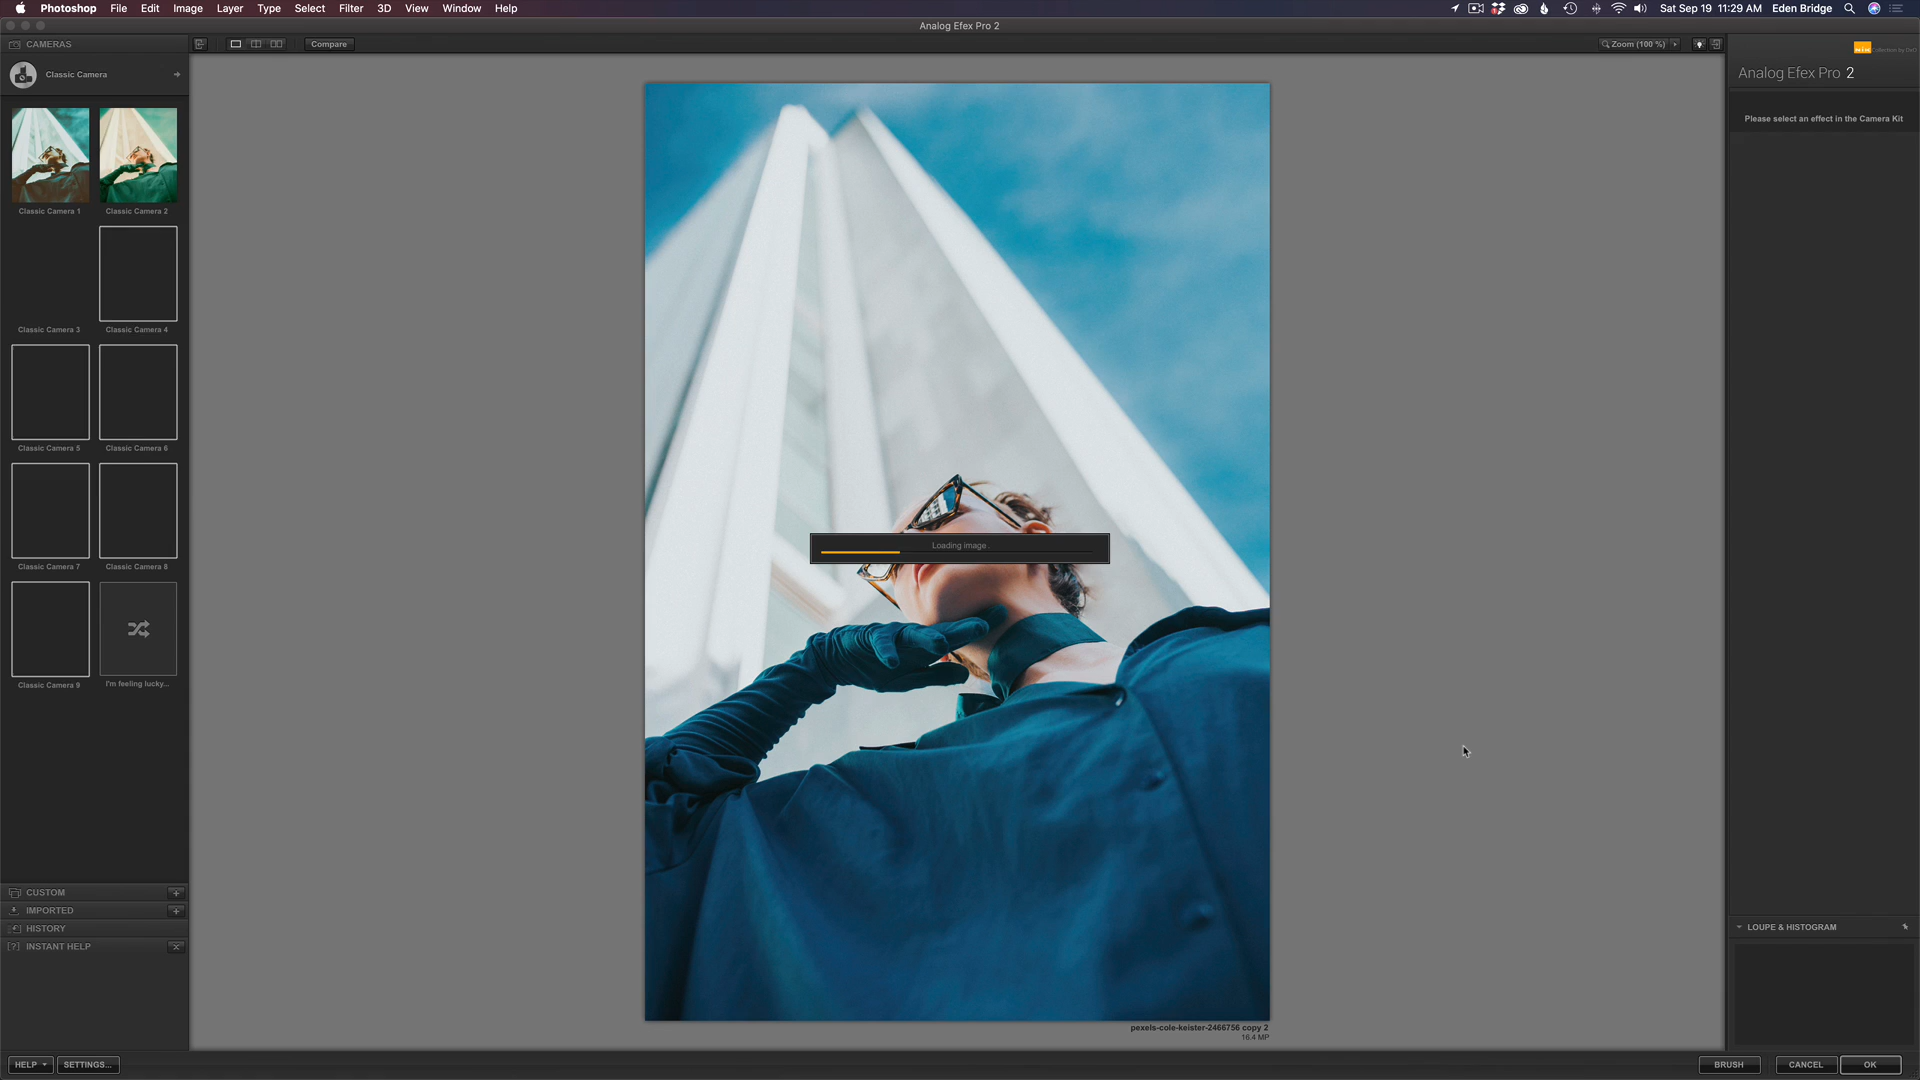 Photoshop File Edit Image Layer Type Select Filter 3D View Window Help
Sat Sep 19 11:29 AM Eden Bridge
Analog Efex Pro 2
CAMERAS
Compare
Zoom (100 %)
Classic Camera
Analog Efex Pro 2
Please select an effect in the Camera Kit
Classic Camera 1
Classic Camera 2
Classic Camera 3
Classic Camera 4
Classic Camera 5
Classic Camera 6
Classic Camera 7
Classic Camera 8
Classic Camera 9
I'm feeling lucky...
Loading image .
CUSTOM
IMPORTED
HISTORY
INSTANT HELP
LOUPE & HISTOGRAM
pexels-cole-keister-2466756 copy 2
16.4 MP
HELP
SETTINGS...
BRUSH
CANCEL
OK